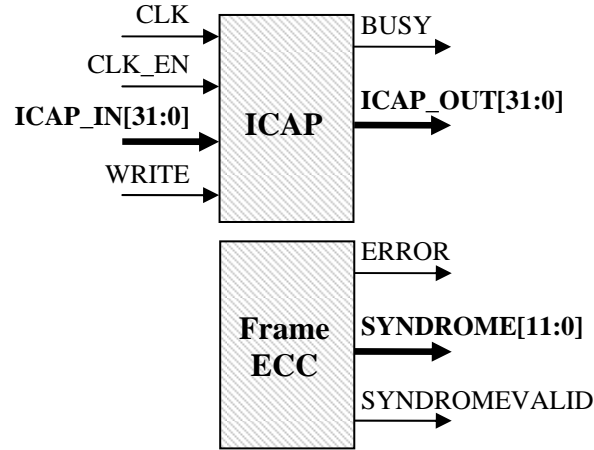 CLK
CLK_EN
ICAP_IN[31:0]
WRITE
ICAP
BUSY
ICAP_OUT[31:0]
Frame
ECC
ERROR
SYNDROME[11:0]
SYNDROMEVALID